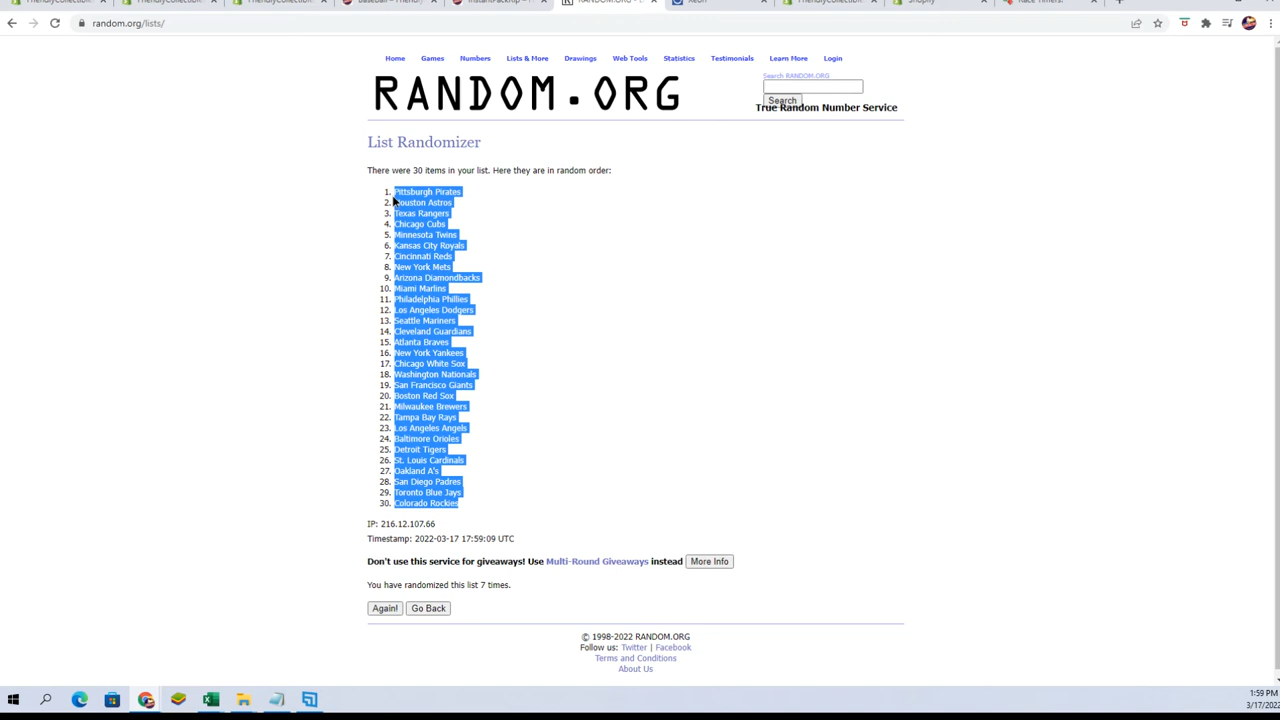 baseball
RANDOM.ORG
Shopify
random.org/lists/
Home Games Numbers Lists & More Drawings Web Tools Statistics Testimonials Learn More Login
RANDOM.ORG
Search RANDOM.ORG
Search
True Random Number Service
List Randomizer
There were 30 items in your list. Here they are in random order:
1. Pittsburgh Pirates
2. Houston Astros
3. Texas Rangers
4. Chicago Cubs
5. Minnesota Twins
6. Kansas City Royals
7. Cincinnati Reds
8. New York Mets
9. Arizona Diamondbacks
10. Miami Marlins
11. Philadelphia Phillies
12. Los Angeles Dodgers
13. Seattle Mariners
14. Cleveland Guardians
15. Atlanta Braves
16. New York Yankees
17. Chicago White Sox
18. Washington Nationals
19. San Francisco Giants
20. Boston Red Sox
21. Milwaukee Brewers
22. Tampa Bay Rays
23. Los Angeles Angels
24. Baltimore Orioles
25. Detroit Tigers
26. St. Louis Cardinals
27. Oakland A's
28. San Diego Padres
29. Toronto Blue Jays
30. Colorado Rockies
IP: 216.12.107.66
Timestamp: 2022-03-17 17:59:09 UTC
Don't use this service for giveaways! Use Multi-Round Giveaways instead More Info
You have randomized this list 7 times.
Again! Go Back
© 1998-2022 RANDOM.ORG
Follow us: Twitter | Facebook
Terms and Conditions
About Us
1:59 PM
3/17/202